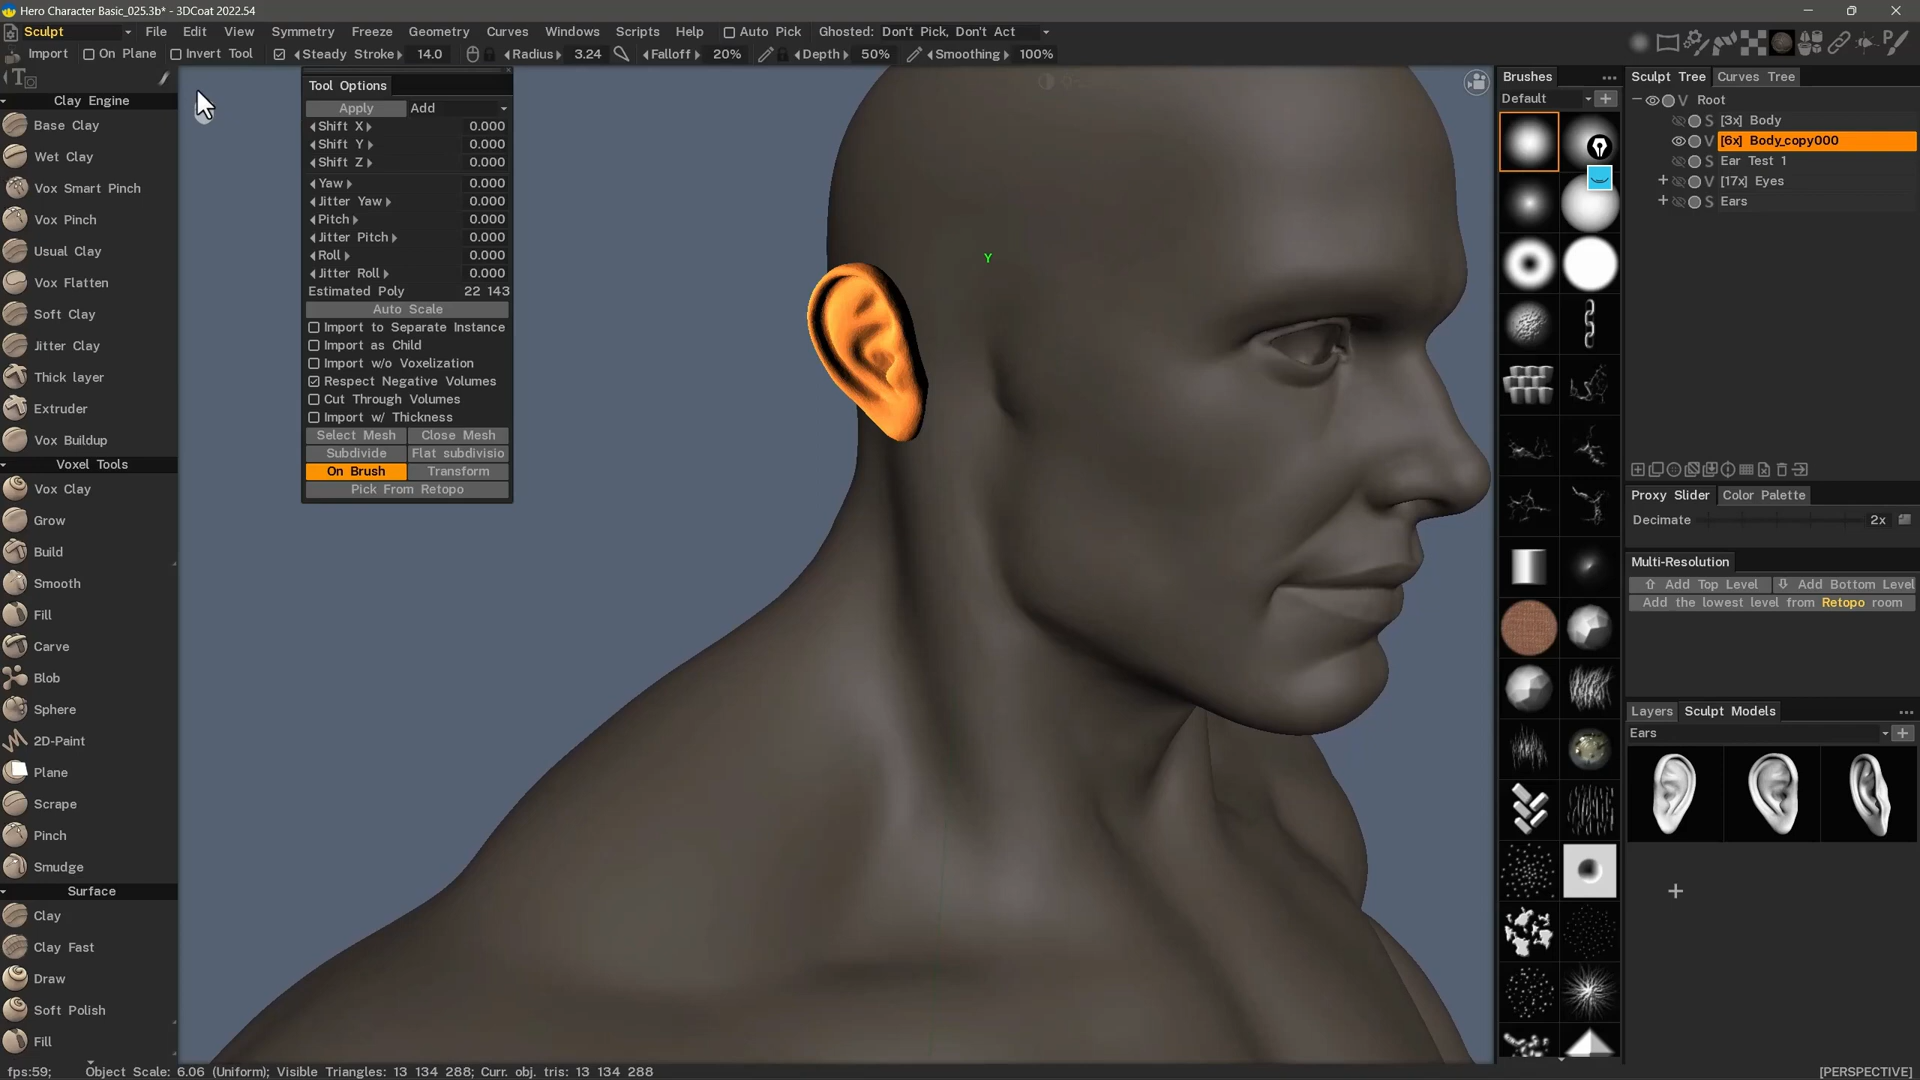 Hero Character Basic_025.3b* - 3DCoat 2022.54
Sculpt File Edit View Symmetry Freeze Geometry Curves Windows Scripts Help Auto Pick Ghosted: Don't Pick, Don't Act
Import On Plane Invert Tool Steady Stroke 14.0 Radius 3.24 Falloff 20% Depth 50% Smoothing 100%
Clay Engine
Base Clay
Wet Clay
Vox Smart Pinch
Vox Pinch
Usual Clay
Vox Flatten
Soft Clay
Jitter Clay
Thick layer
Extruder
Vox Buildup
Voxel Tools
Vox Clay
Grow
Build
Smooth
Fill
Carve
Blob
Sphere
2D-Paint
Plane
Scrape
Pinch
Smudge
Surface
Clay
Clay Fast
Draw
Soft Polish
Fill
Tool Options
Apply Add
Shift X 0.000
Shift Y 0.000
Shift Z 0.000
Yaw 0.000
Jitter Yaw 0.000
Pitch 0.000
Jitter Pitch 0.000
Roll 0.000
Jitter Roll 0.000
Estimated Poly 22 143
Auto Scale
Import to Separate Instance
Import as Child
Import w/o Voxelization
Respect Negative Volumes
Cut Through Volumes
Import w/ Thickness
Select Mesh Close Mesh
Subdivide Flat subdivisio
On Brush Transform
Pick From Retopo
Y
Brushes
Default
Sculpt Tree Curves Tree
V Root
S [3x] Body
V [6x] Body_copy000
S Ear Test 1
V [17x] Eyes
S Ears
Proxy Slider Color Palette
Decimate 2x
Multi-Resolution
Add Top Level Add Bottom Level
Add the lowest level from Retopo room
Layers Sculpt Models
Ears
fps:59; Object Scale: 6.06 (Uniform); Visible Triangles: 13 134 288; Curr. obj. tris: 13 134 288
[PERSPECTIVE]